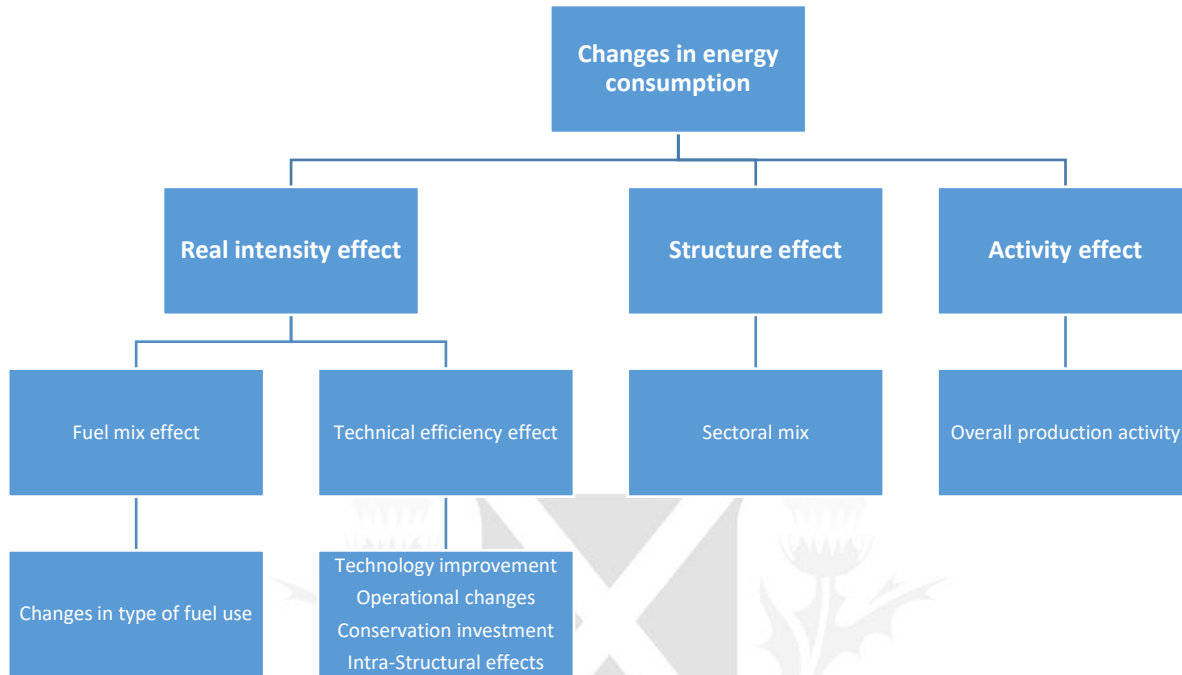 Changes in energy
consumption
Real intensity effect
Structure effect
Activity effect
Fuel mix effect
Technical efficiency effect
Sectoral mix
Overall production activity
Changes in type of fuel use
Technology improvement
Operational changes
Conservation investment
Intra-Structural effects